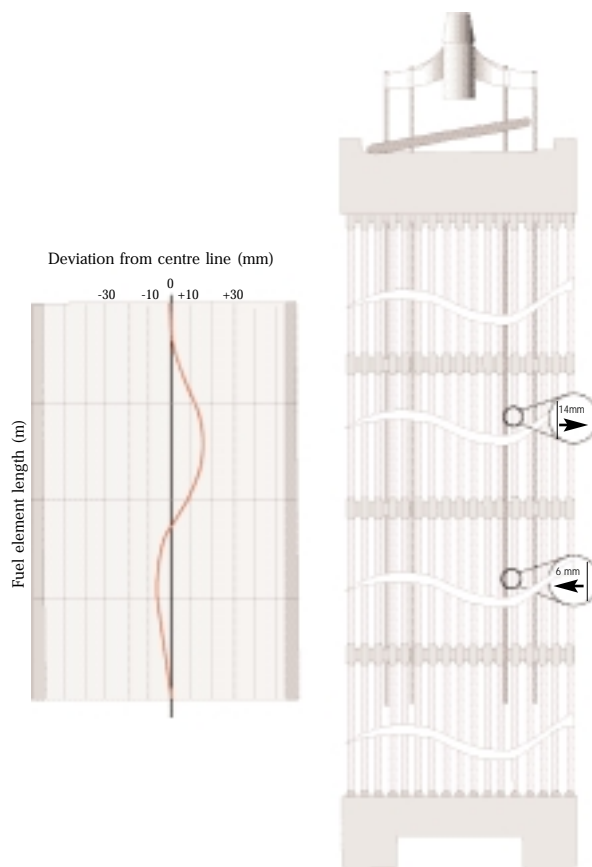 Deviation from centre line (mm)
0
-30 -10 +10 +30
Fuel element length (m)
14mm
6 mm